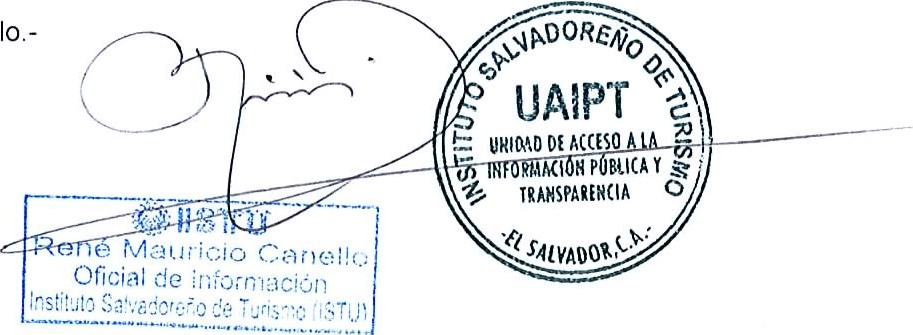 lo.-
INSTITUTO SALVADOREÑO DE TURISMO
UAIPT
UNIDAD DE ACCESO A LA
INFORMACIÓN PÚBLICA Y
TRANSPARENCIA
-EL SALVADOR, C.A.-
ISTU
René Mauricio Canello
Oficial de Información
Instituto Salvadoreño de Turismo (ISTU)